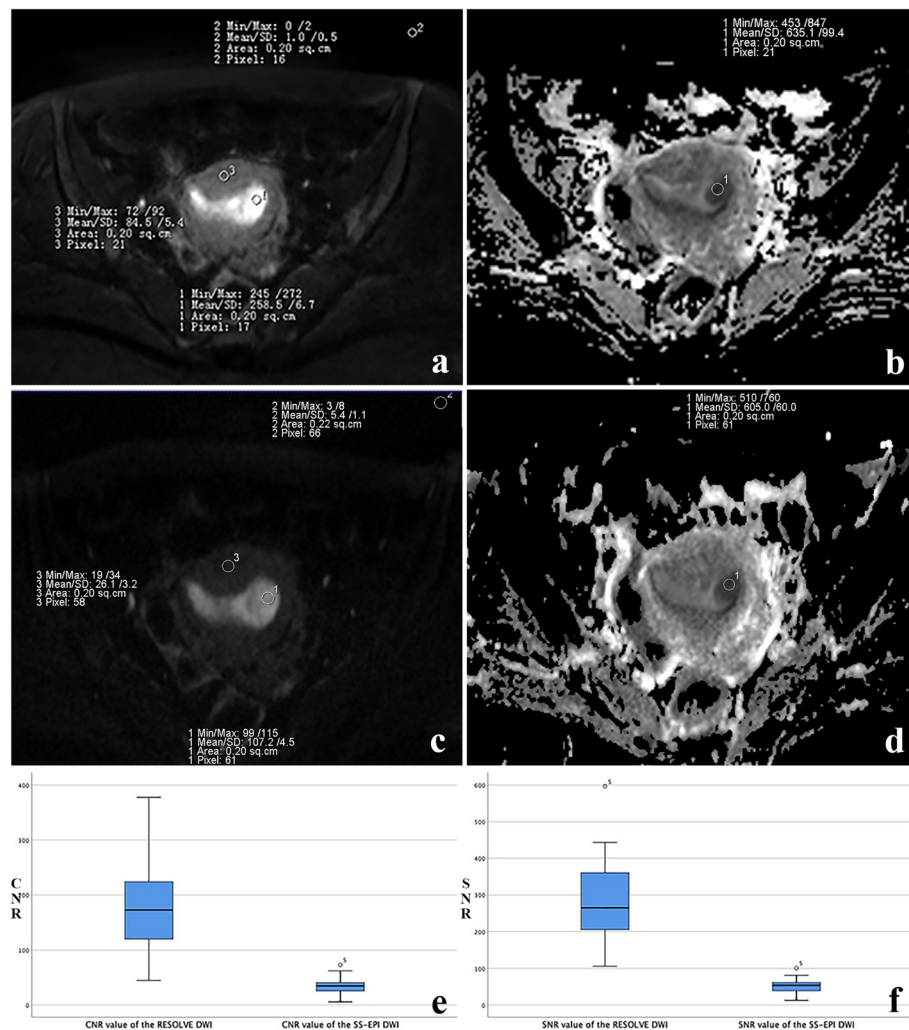 2 Min/Max: 0 /2
2 Mean/SD: 1.0 /0.5
2 Area: 0.20 sq.cm
2 Pixel: 16
2
3
1
3 Min/Max: 72 /92
3 Mean/SD: 84.5 /5.4
3 Area: 0.20 sq.cm
3 Pixel: 21
1 Min/Max: 245 /272
1 Mean/SD: 258.5 /6.7
1 Area: 0.20 sq.cm
1 Pixel: 17
a
1 Min/Max: 453 /847
1 Mean/SD: 635.1 /99.4
1 Area: 0.20 sq.cm
1 Pixel: 21
1
b
2 Min/Max: 3 /8
2 Mean/SD: 5.4 /1.1
2 Area: 0.22 sq.cm
2 Pixel: 66
2
3
1
3 Min/Max: 19 /34
3 Mean/SD: 26.1 /3.2
3 Area: 0.20 sq.cm
3 Pixel: 58
1 Min/Max: 99 /115
1 Mean/SD: 107.2 /4.5
1 Area: 0.20 sq.cm
1 Pixel: 61
c
1 Min/Max: 510 /760
1 Mean/SD: 605.0 /60.0
1 Area: 0.20 sq.cm
1 Pixel: 61
1
d
400
300
200
100
0
CNR
5
CNR value of the RESOLVE DWI
CNR value of the SS-EPI DWI
e
600
500
400
300
200
100
0
SNR
5
5
SNR value of the RESOLVE DWI
SNR value of the SS-EPI DWI
f